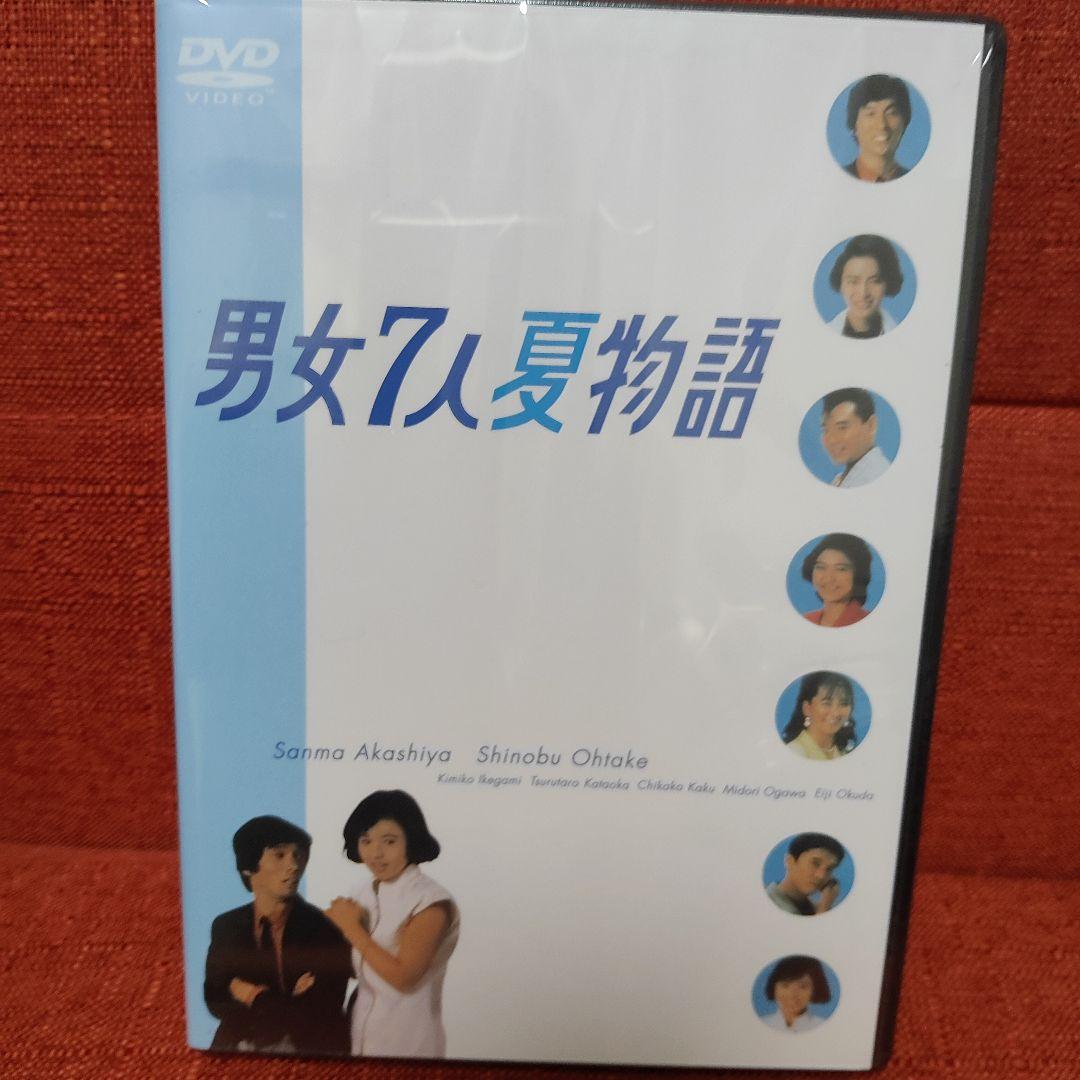 DVD
VIDEO™
男女7人夏物語
Sanma Akashiya Shinobu Ohtake
Kimiko Ikegami Tsurutaro Kataoka Chikako Kaku Midori Ogawa Eiji Okuda